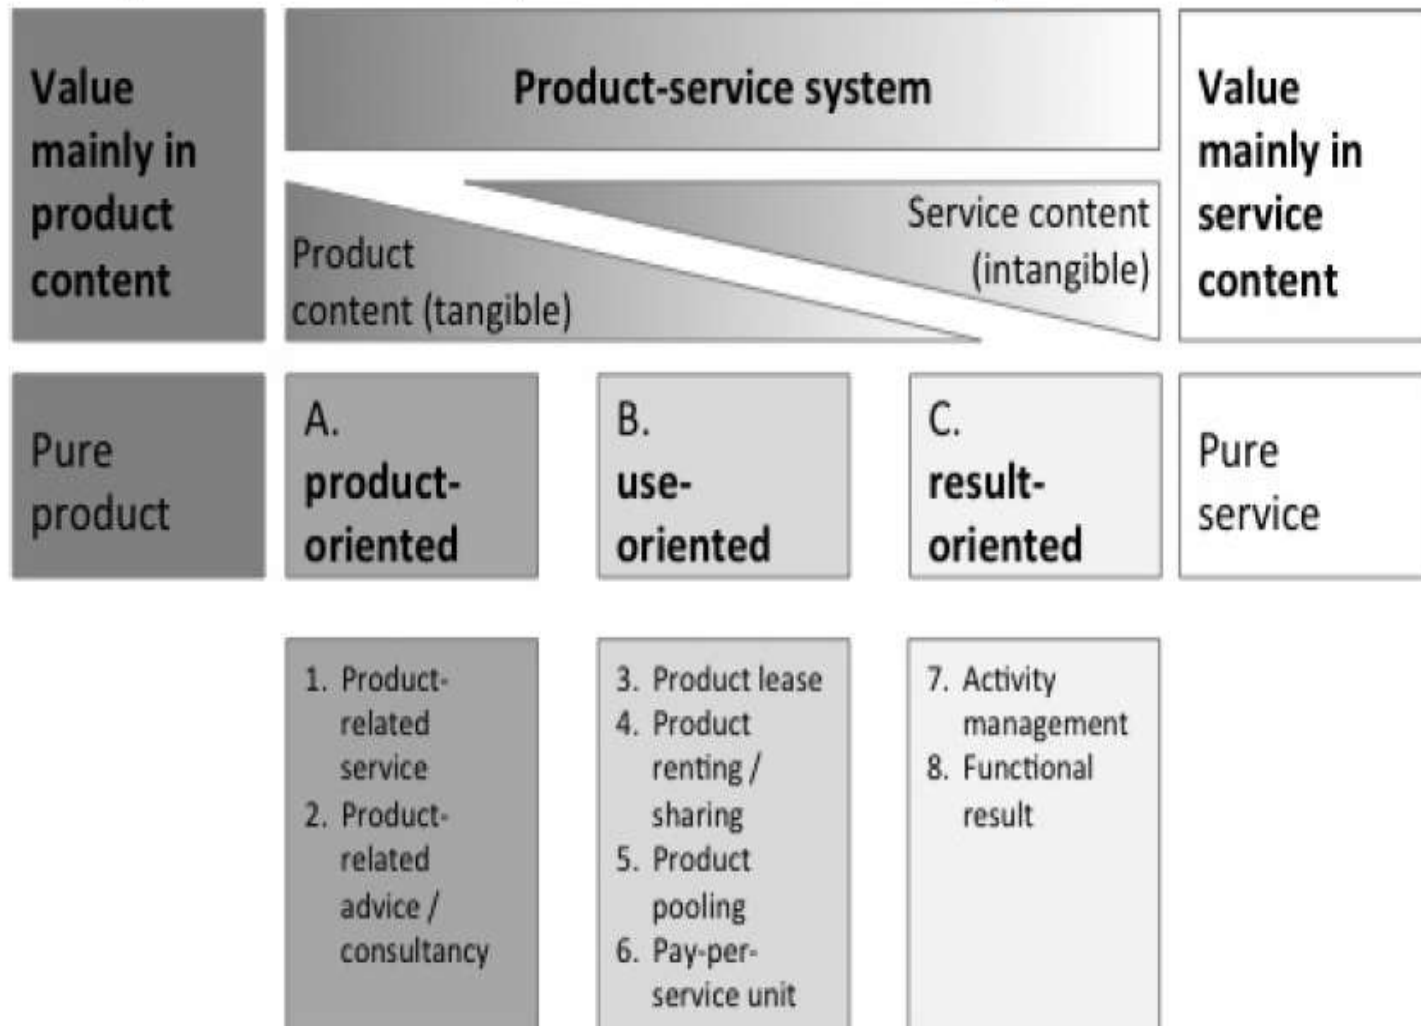 Value
mainly in
product
content
Product-service system
Product
content (tangible)
Service content
(intangible)
Value
mainly in
service
content
Pure
product
A.
product-
oriented
B.
use-
oriented
C.
result-
oriented
Pure
service
1. Product-
related
service
2. Product-
related
advice /
consultancy
3. Product lease
4. Product
renting /
sharing
5. Product
pooling
6. Pay-per-
service unit
7. Activity
management
8. Functional
result